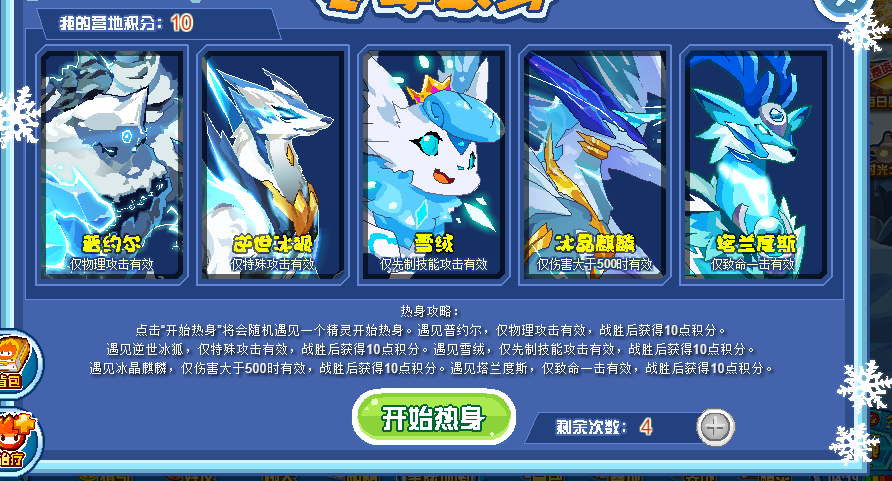 我的营地积分：10
普约尔
仅物理攻击有效
逆世冰狐
仅特殊攻击有效
雪绒
仅先制技能攻击有效
冰晶麒麟
仅伤害大于500时有效
塔兰度斯
仅致命一击有效
热身攻略：
点击“开始热身”将会随机遇见一个精灵开始热身。遇见普约尔，仅物理攻击有效，战胜后获得10点积分。
遇见逆世冰狐，仅特殊攻击有效，战胜后获得10点积分。遇见雪绒，仅先制技能攻击有效，战胜后获得10点积分。
遇见冰晶麒麟，仅伤害大于500时有效，战胜后获得10点积分。遇见塔兰度斯，仅致命一击有效，战胜后获得10点积分。
开始热身
剩余次数：4